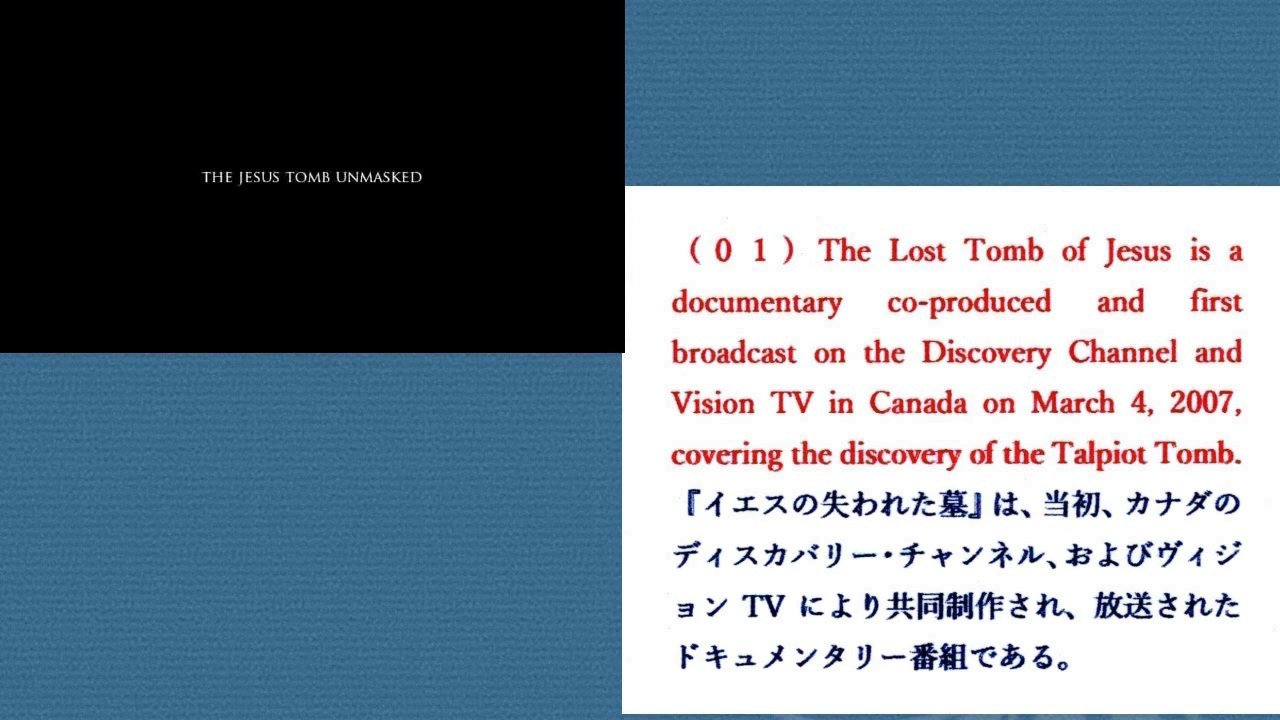 THE JESUS TOMB UNMASKED
(01) The Lost Tomb of Jesus is a
documentary co-produced and first
broadcast on the Discovery Channel and
Vision TV in Canada on March 4, 2007,
covering the discovery of the Talpiot Tomb.
『イエスの失われた墓』は、当初、カナダの
ディスカバリー・チャンネル、およびヴィジ
ョン TV により共同制作され、放送された
ドキュメンタリー番組である。